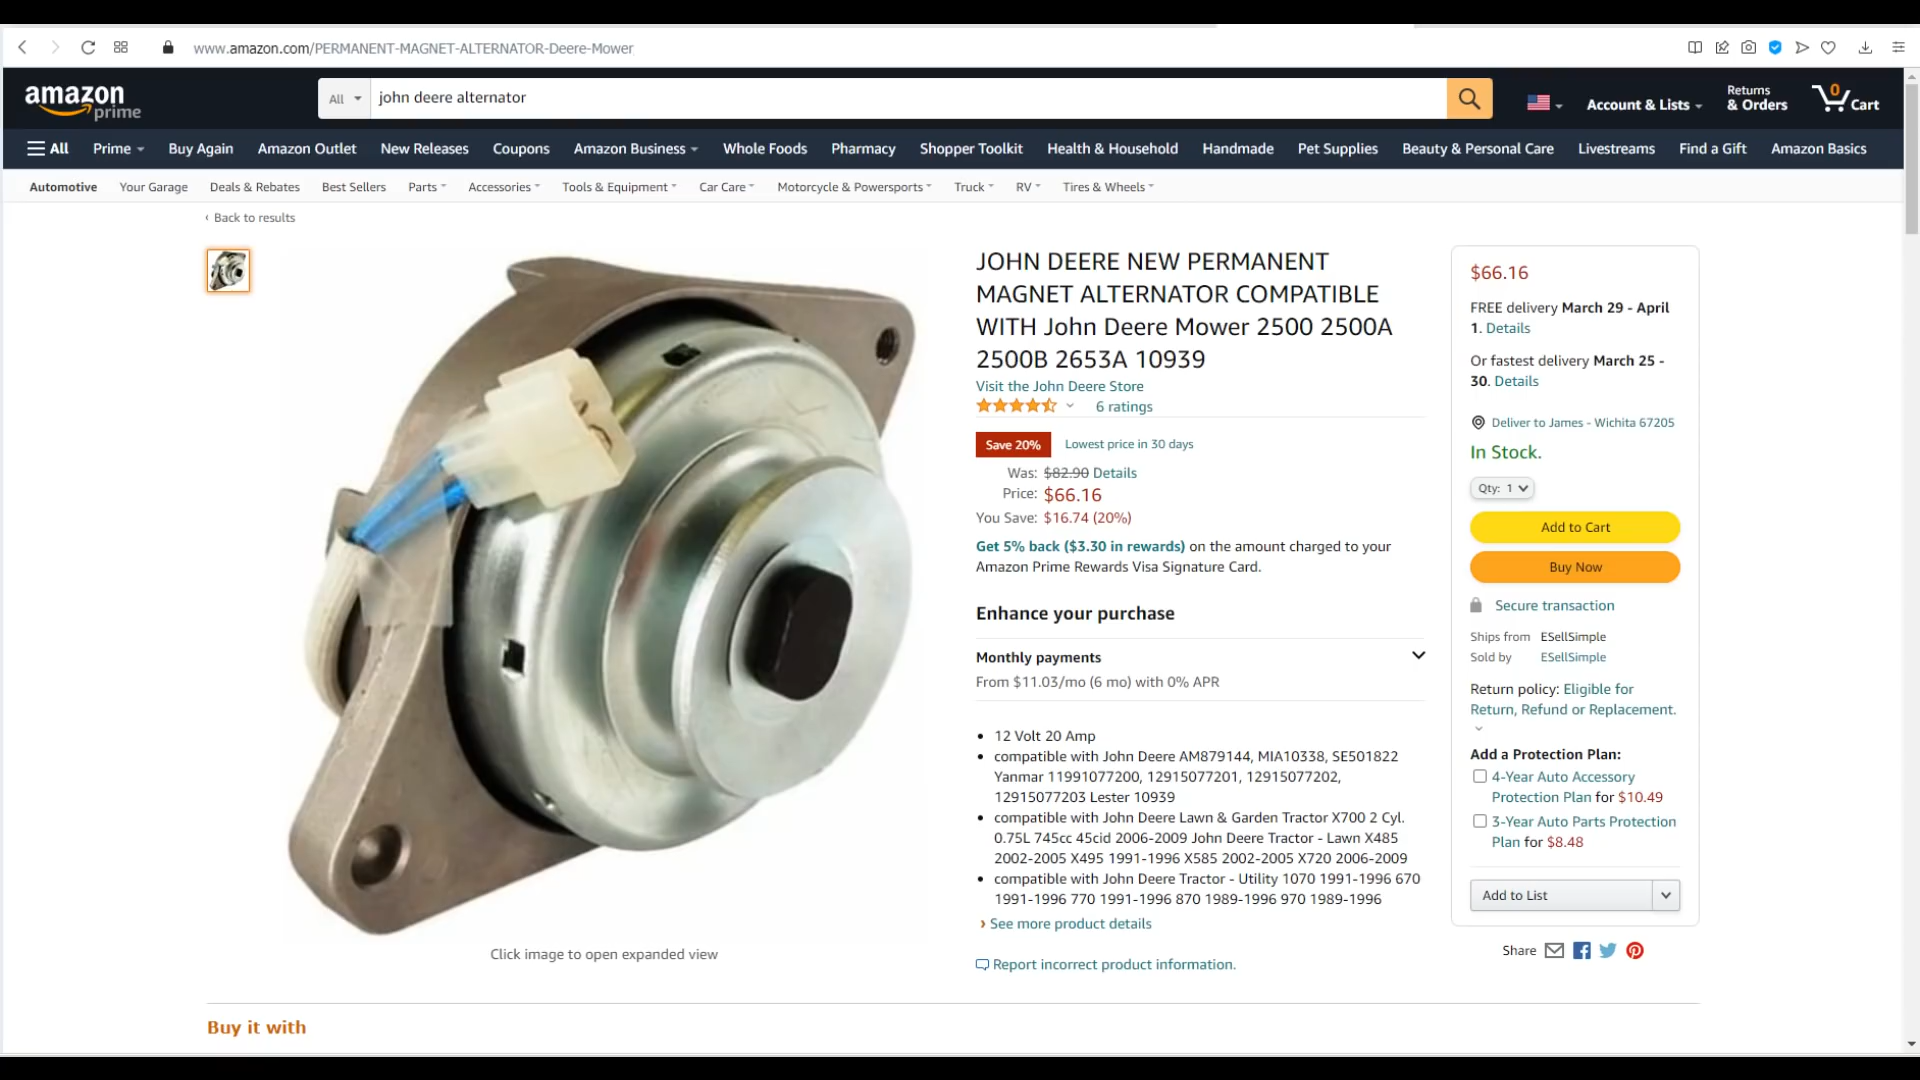 www.amazon.com/PERMANENT-MAGNET-ALTERNATOR-Deere-Mower
amazon prime
All
john deere alternator
Account & Lists
Returns & Orders
0
Cart
All
Prime
Buy Again
Amazon Outlet
New Releases
Coupons
Amazon Business
Whole Foods
Pharmacy
Shopper Toolkit
Health & Household
Handmade
Pet Supplies
Beauty & Personal Care
Livestreams
Find a Gift
Amazon Basics
Automotive
Your Garage
Deals & Rebates
Best Sellers
Parts
Accessories
Tools & Equipment
Car Care
Motorcycle & Powersports
Truck
RV
Tires & Wheels
‹ Back to results
Click image to open expanded view
JOHN DEERE NEW PERMANENT
MAGNET ALTERNATOR COMPATIBLE
WITH John Deere Mower 2500 2500A
2500B 2653A 10939
Visit the John Deere Store
6 ratings
Save 20%
Lowest price in 30 days
Was: $82.90 Details
Price: $66.16
You Save: $16.74 (20%)
Get 5% back ($3.30 in rewards) on the amount charged to your
Amazon Prime Rewards Visa Signature Card.
Enhance your purchase
Monthly payments
From $11.03/mo (6 mo) with 0% APR
• 12 Volt 20 Amp
• compatible with John Deere AM879144, MIA10338, SE501822
Yanmar 11991077200, 12915077201, 12915077202,
12915077203 Lester 10939
• compatible with John Deere Lawn & Garden Tractor X700 2 Cyl.
0.75L 745cc 45cid 2006-2009 John Deere Tractor - Lawn X485
2002-2005 X495 1991-1996 X585 2002-2005 X720 2006-2009
• compatible with John Deere Tractor - Utility 1070 1991-1996 670
1991-1996 770 1991-1996 870 1989-1996 970 1989-1996
› See more product details
Report incorrect product information.
$66.16
FREE delivery March 29 - April
1. Details
Or fastest delivery March 25 -
30. Details
Deliver to James - Wichita 67205
In Stock.
Qty: 1
Add to Cart
Buy Now
Secure transaction
Ships from ESellSimple
Sold by ESellSimple
Return policy: Eligible for
Return, Refund or Replacement.
Add a Protection Plan:
4-Year Auto Accessory
Protection Plan for $10.49
3-Year Auto Parts Protection
Plan for $8.48
Add to List
Share
Buy it with